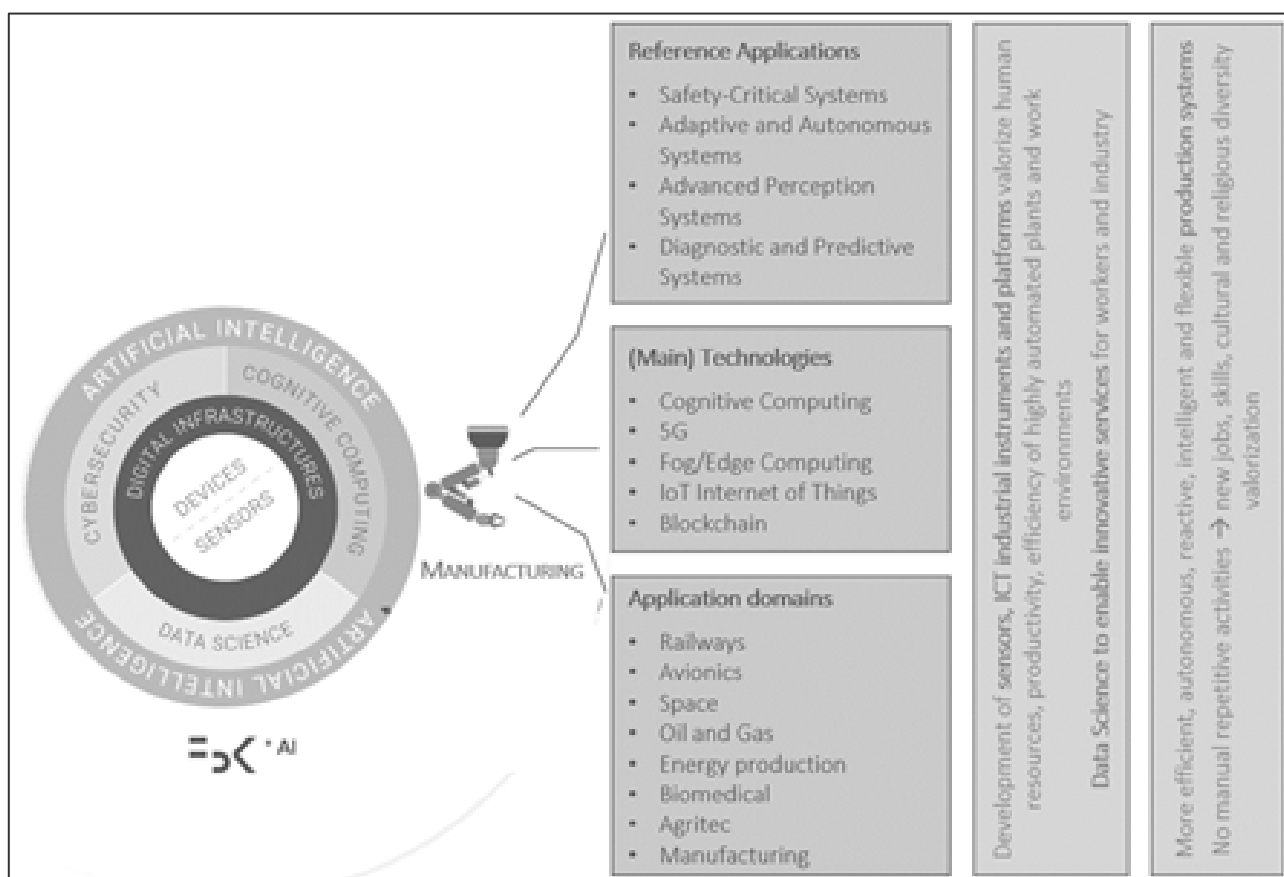 ARTIFICIAL INTELLIGENCE
CYBERSECURITY
COGNITIVE COMPUTING
DIGITAL INFRASTRUCTURES
DEVICES
SENSORS
DATA SCIENCE
ARTIFICIAL INTELLIGENCE
FBK AI
MANUFACTURING
Reference Applications
• Safety-Critical Systems
• Adaptive and Autonomous
Systems
• Advanced Perception
Systems
• Diagnostic and Predictive
Systems
(Main) Technologies
• Cognitive Computing
• 5G
• Fog/Edge Computing
• IoT Internet of Things
• Blockchain
Application domains
• Railways
• Avionics
• Space
• Oil and Gas
• Energy production
• Biomedical
• Agritec
• Manufacturing
Development of sensors, ICT industrial instruments and platforms valorize human
resources, productivity, efficiency of highly automated plants and work
environments
Data Science to enable innovative services for workers and industry
More efficient, autonomous, reactive, intelligent and flexible production systems
No manual repetitive activities → new jobs, skills, cultural and religious diversity
valorization